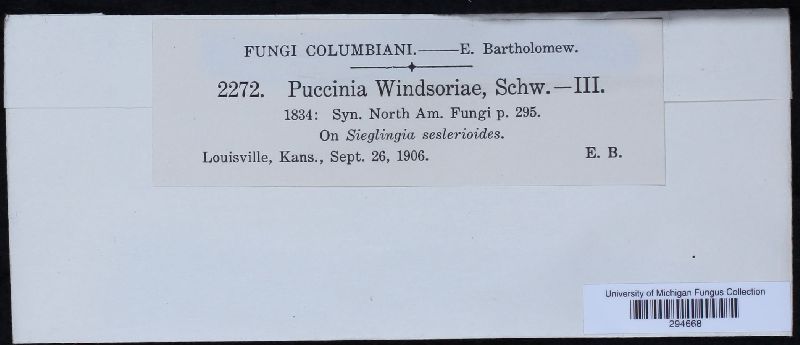 FUNGI COLUMBIANI.——E. Bartholomew.
2272. Puccinia Windsoriae, Schw.—III.
1834: Syn. North Am. Fungi p. 295.
On Sieglingia seslerioides.
Louisville, Kans., Sept. 26, 1906. E. B.
University of Michigan Fungus Collection
294668